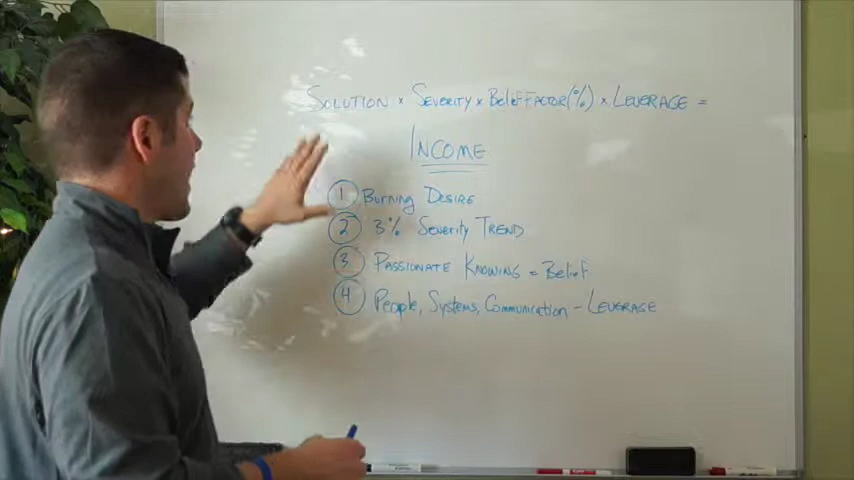 SOLUTION x SEVERITY x BELIEF FACTOR (%) x LEVERAGE =
INCOME
1 BURNING DESIRE
2 3% SEVERITY TREND
3 PASSIONATE KNOWING = BELIEF
4 PEOPLE, SYSTEMS, COMMUNICATION - LEVERAGE